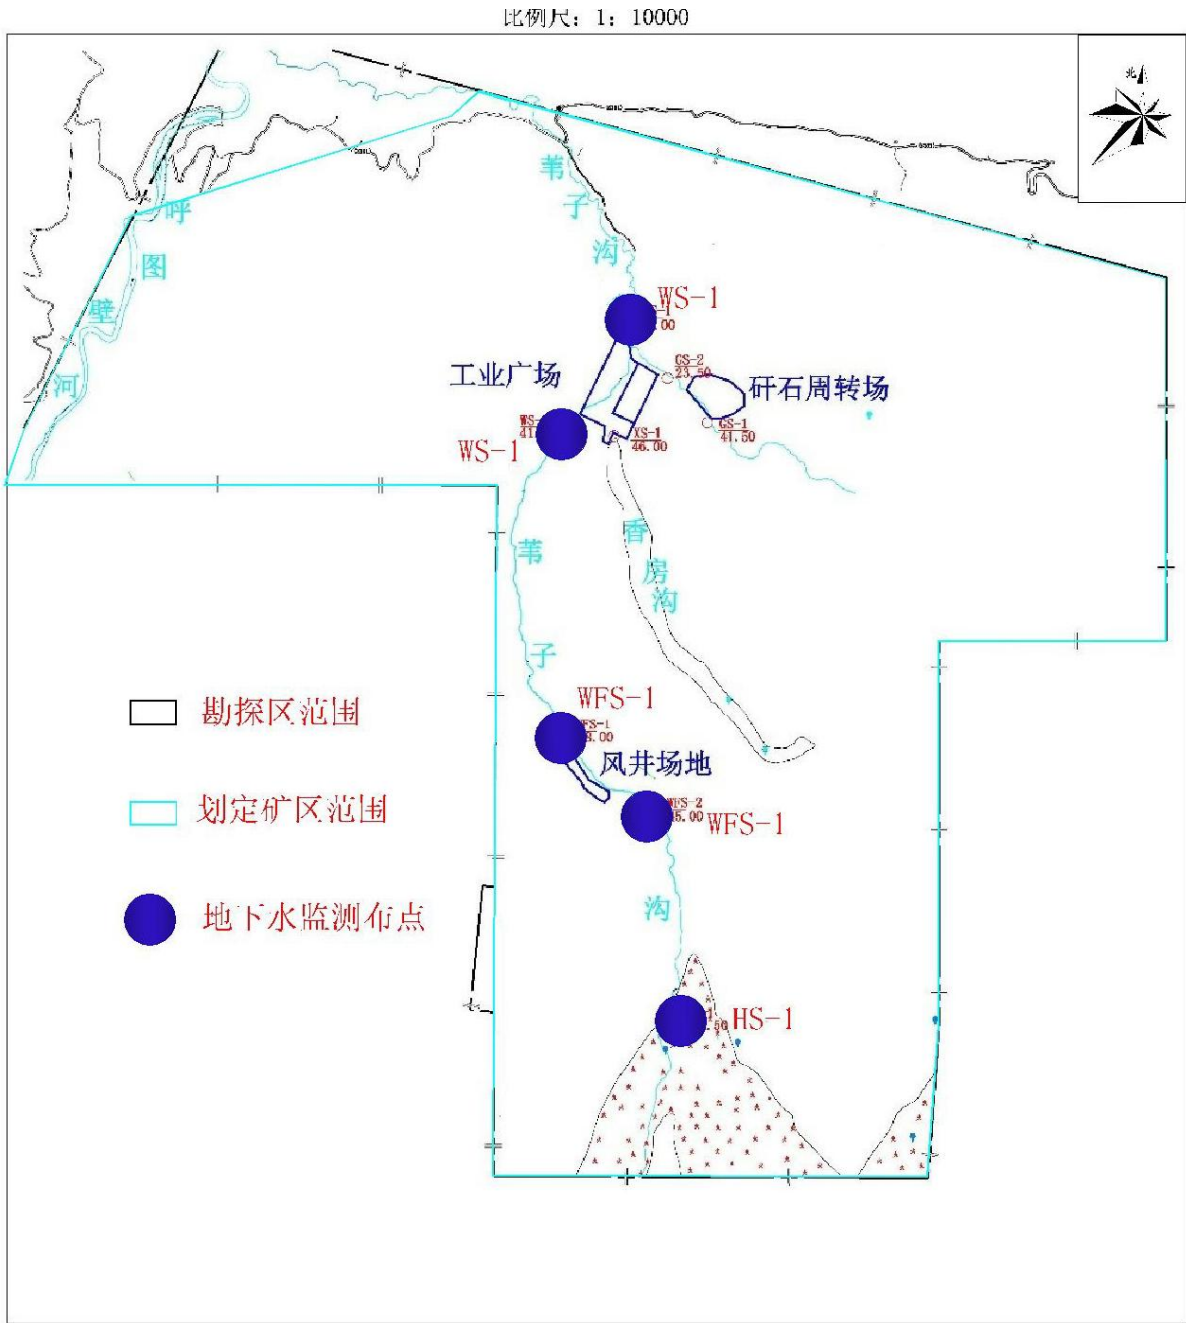 比例尺：1：10000
北
苇
子
沟
呼
图
壁
河
WS-1
工业广场
GS-2
23.50
矸石周转场
WS-1
GS-1
41.50
XS-1
46.00
香
房
沟
苇
子
WFS-1
勘探区范围
风井场地
划定矿区范围
WFS-2
WFS-1
沟
地下水监测布点
HS-1